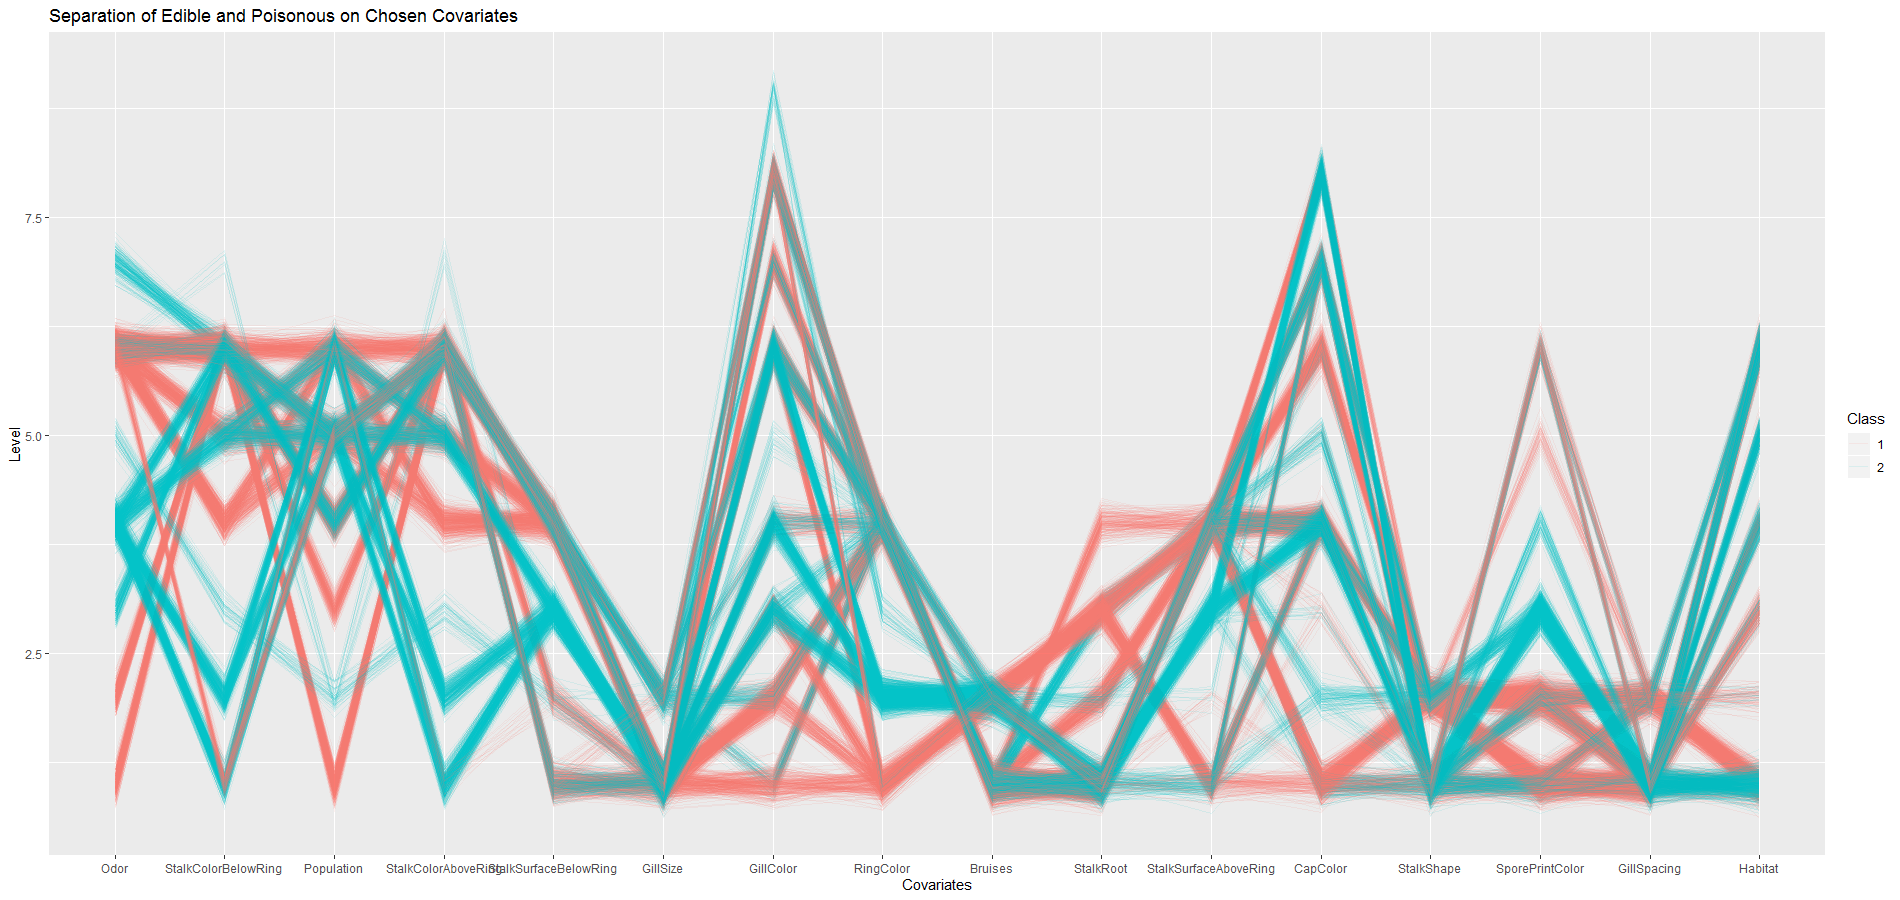 Separation of Edible and Poisonous on Chosen Covariates
7.5
5.0
2.5
Level
Odor StalkColorBelowRing Population StalkColorAboveRing StalkSurfaceBelowRing GillSize GillColor RingColor Bruises StalkRoot StalkSurfaceAboveRing CapColor StalkShape SporePrintColor GillSpacing Habitat
Covariates
Class
1
2